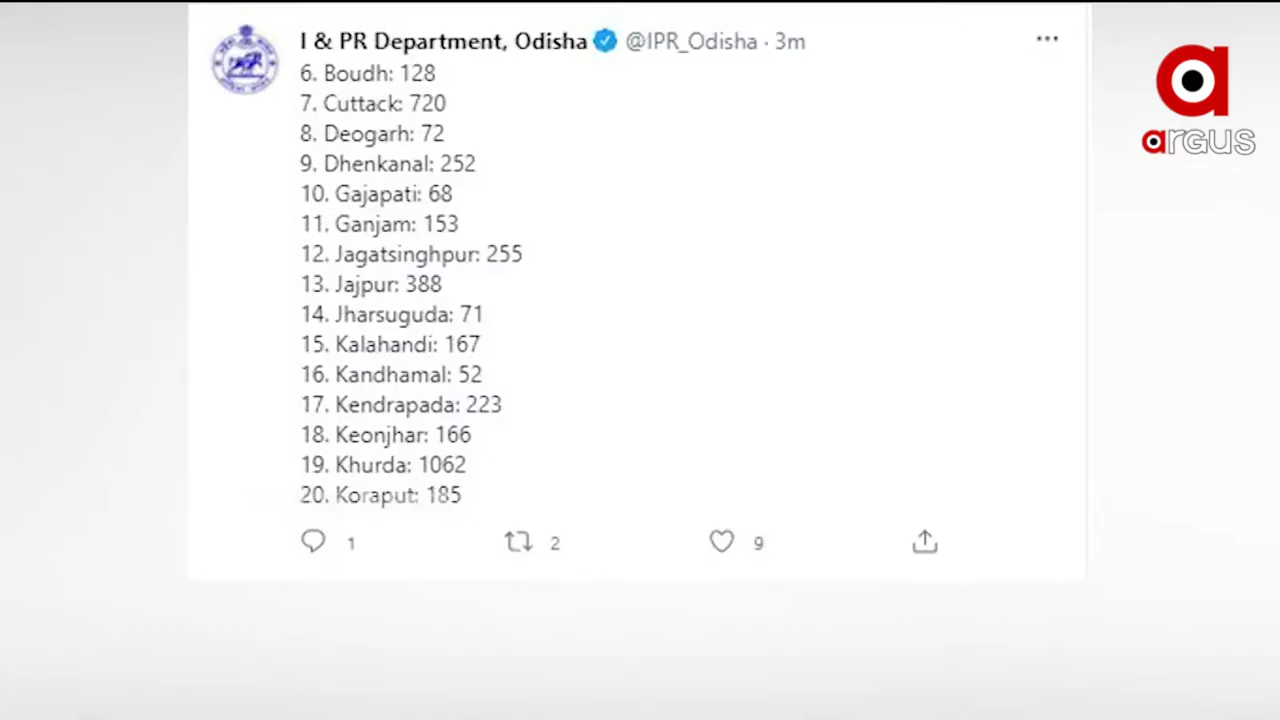 I & PR Department, Odisha @IPR_Odisha · 3m
6. Boudh: 128
7. Cuttack: 720
8. Deogarh: 72
9. Dhenkanal: 252
10. Gajapati: 68
11. Ganjam: 153
12. Jagatsinghpur: 255
13. Jajpur: 388
14. Jharsuguda: 71
15. Kalahandi: 167
16. Kandhamal: 52
17. Kendrapada: 223
18. Keonjhar: 166
19. Khurda: 1062
20. Koraput: 185
1 2 9
a
argus